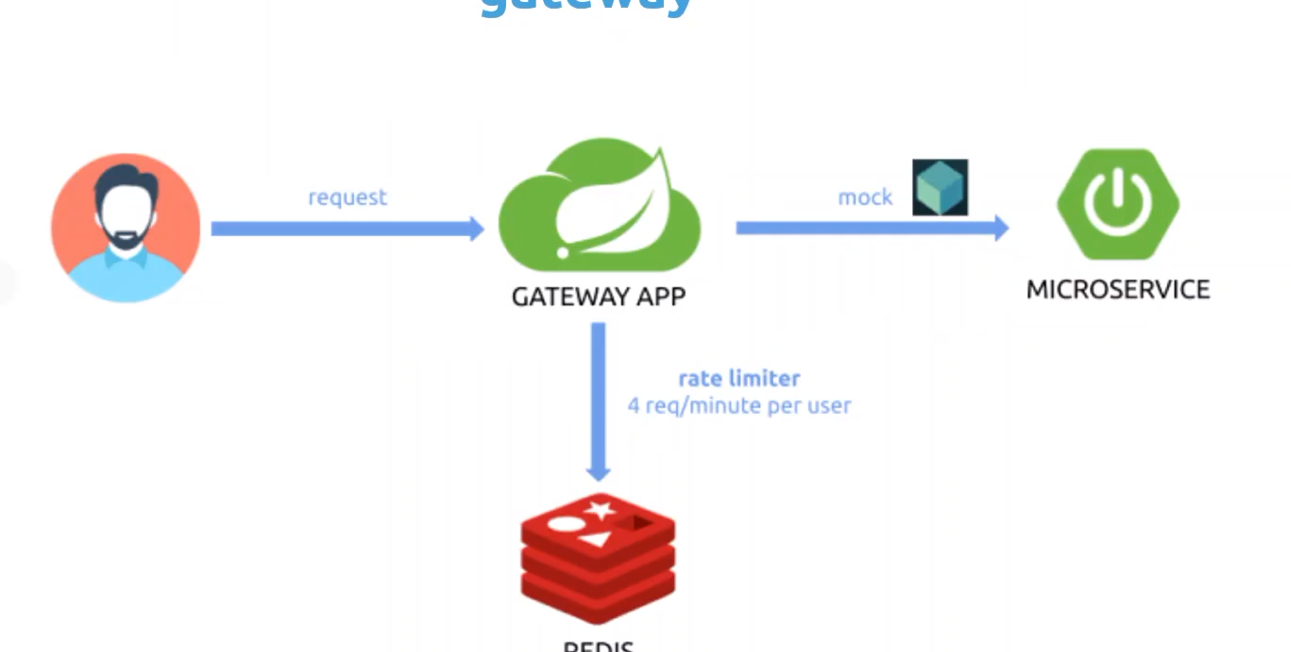 gateway
request
mock
GATEWAY APP
MICROSERVICE
rate limiter
4 req/minute per user
REDIS